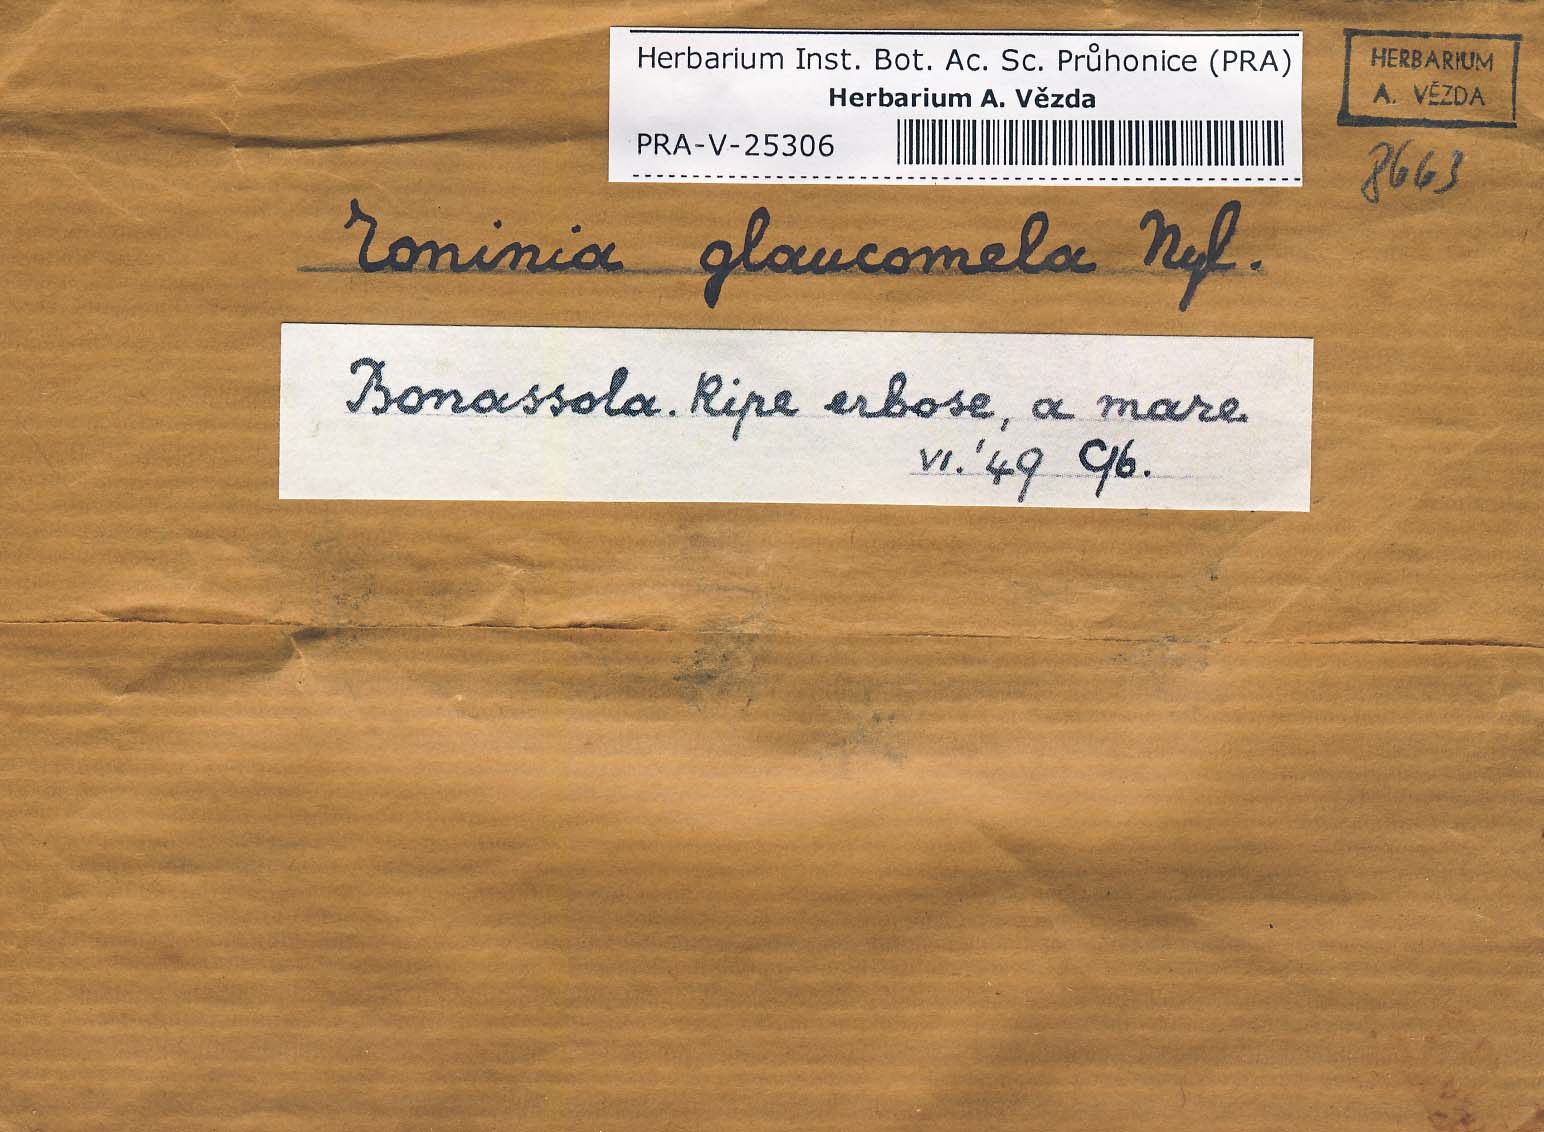 Herbarium Inst. Bot. Ac. Sc. Průhonice (PRA)
Herbarium A. Vězda
PRA-V-25306
HERBARIUM
A. VĚZDA
8663
Toninia glaucomela Nyl.
Bonassola. Ripe erbose, a mare
VI. '49